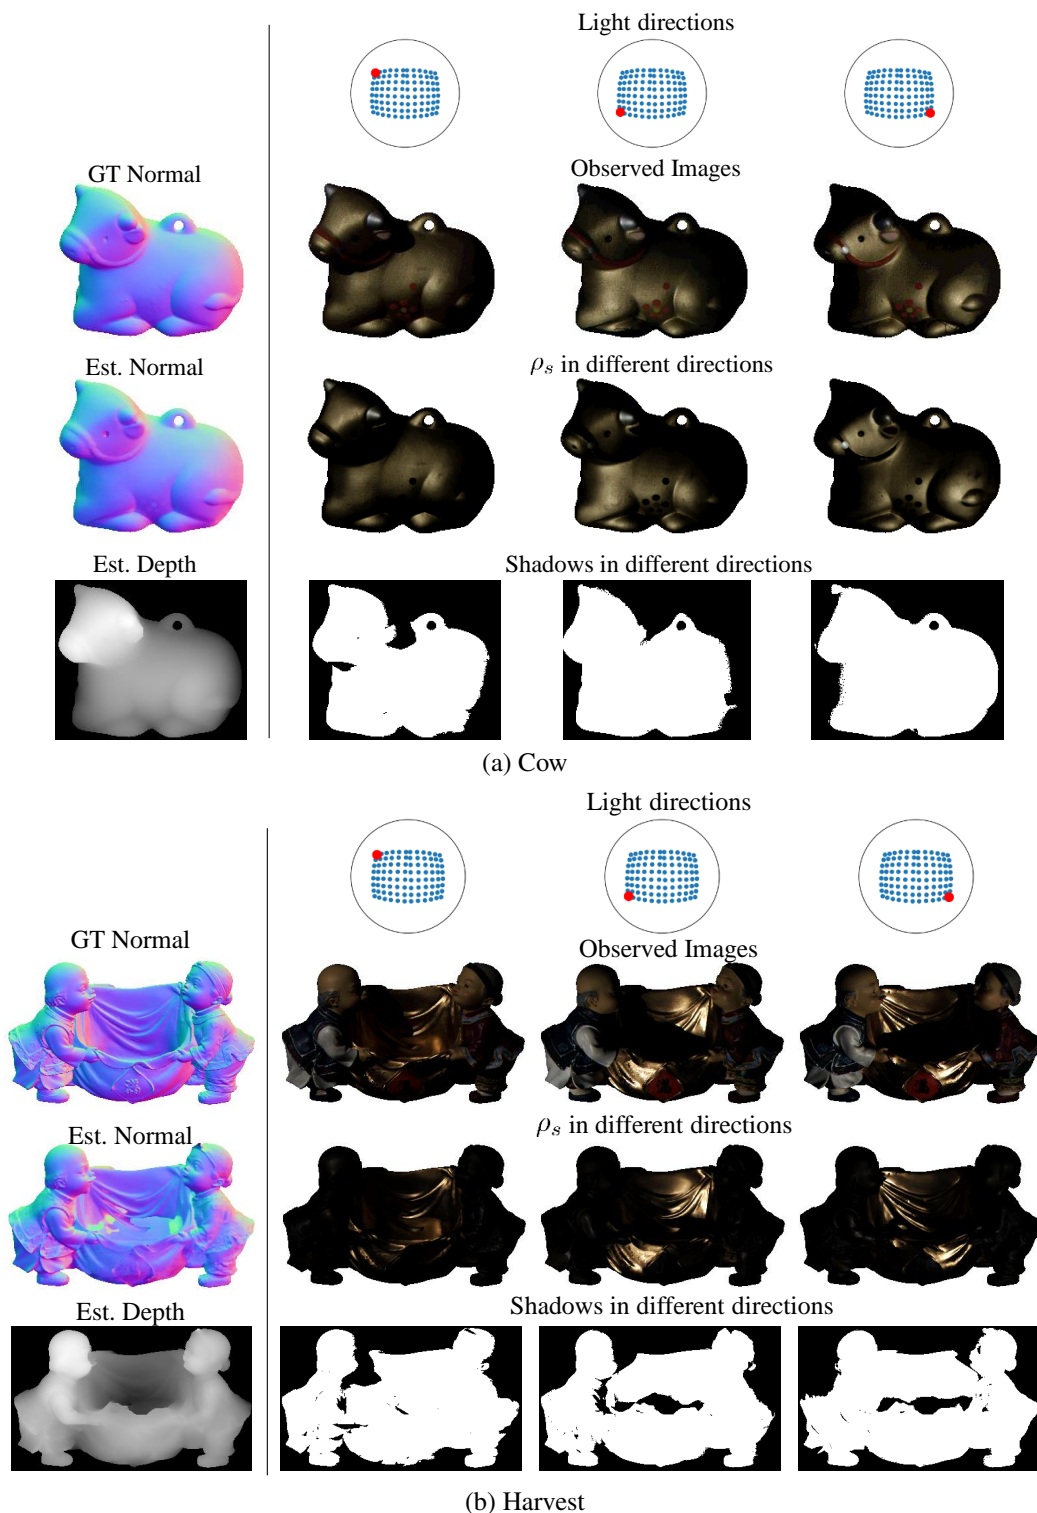 Light directions
GT Normal
Observed Images
Est. Normal
ρs in different directions
Est. Depth
Shadows in different directions
(a) Cow
Light directions
GT Normal
Observed Images
Est. Normal
ρs in different directions
Est. Depth
Shadows in different directions
(b) Harvest